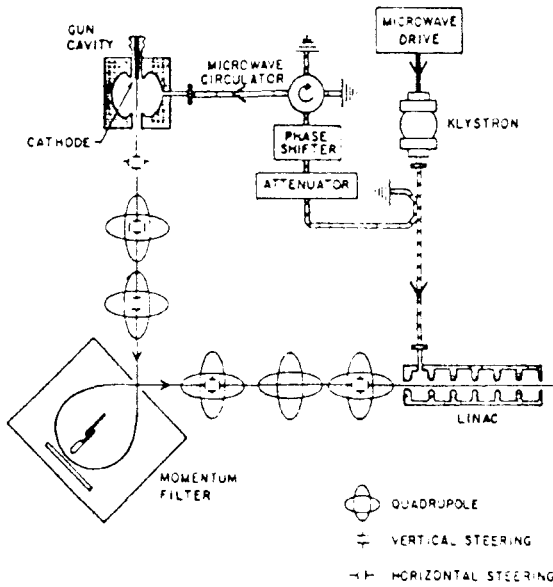 GUN
CAVITY
MICROWAVE
CIRCULATOR
MICROWAVE
DRIVE
CATHODE
KLYSTRON
PHASE
SHIFTER
ATTENUATOR
LINAC
MOMENTUM
FILTER
QUADRUPOLE
VERTICAL STEERING
HORIZONTAL STEERING